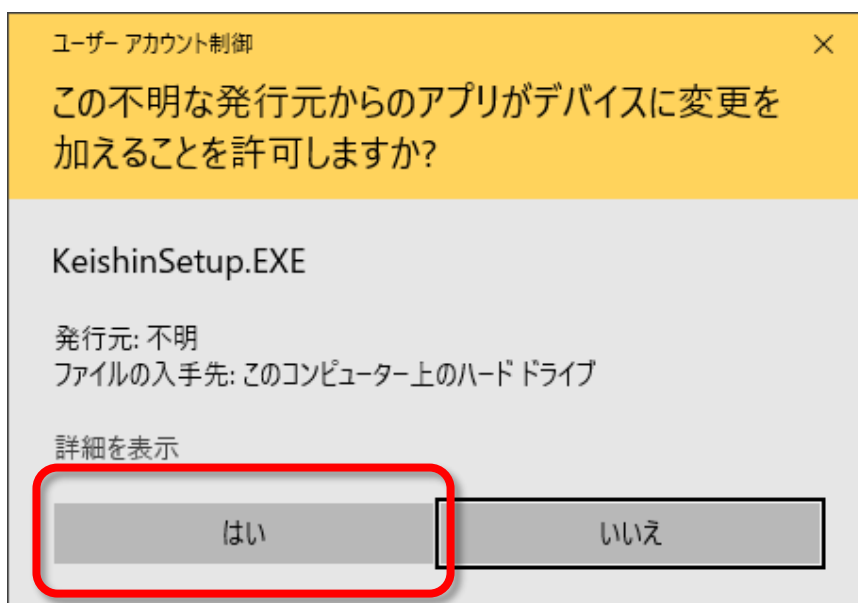 ユーザー アカウント制御
この不明な発行元からのアプリがデバイスに変更を
加えることを許可しますか?
KeishinSetup.EXE
発行元: 不明
ファイルの入手先: このコンピューター上のハード ドライブ
詳細を表示
はい
いいえ